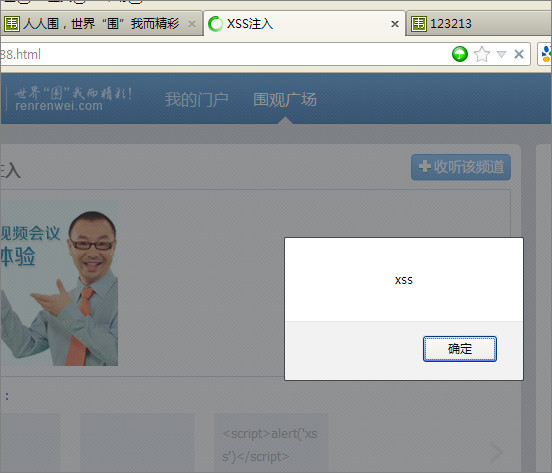 人人围，世界“围”我而精彩
XSS注入
123213
88.html
世界“围”我而精彩！
renrenwei.com
我的门户
围观广场
注入
收听该频道
视频会议
体验
xss
确定
：
<script>alert('xs
s')</script>